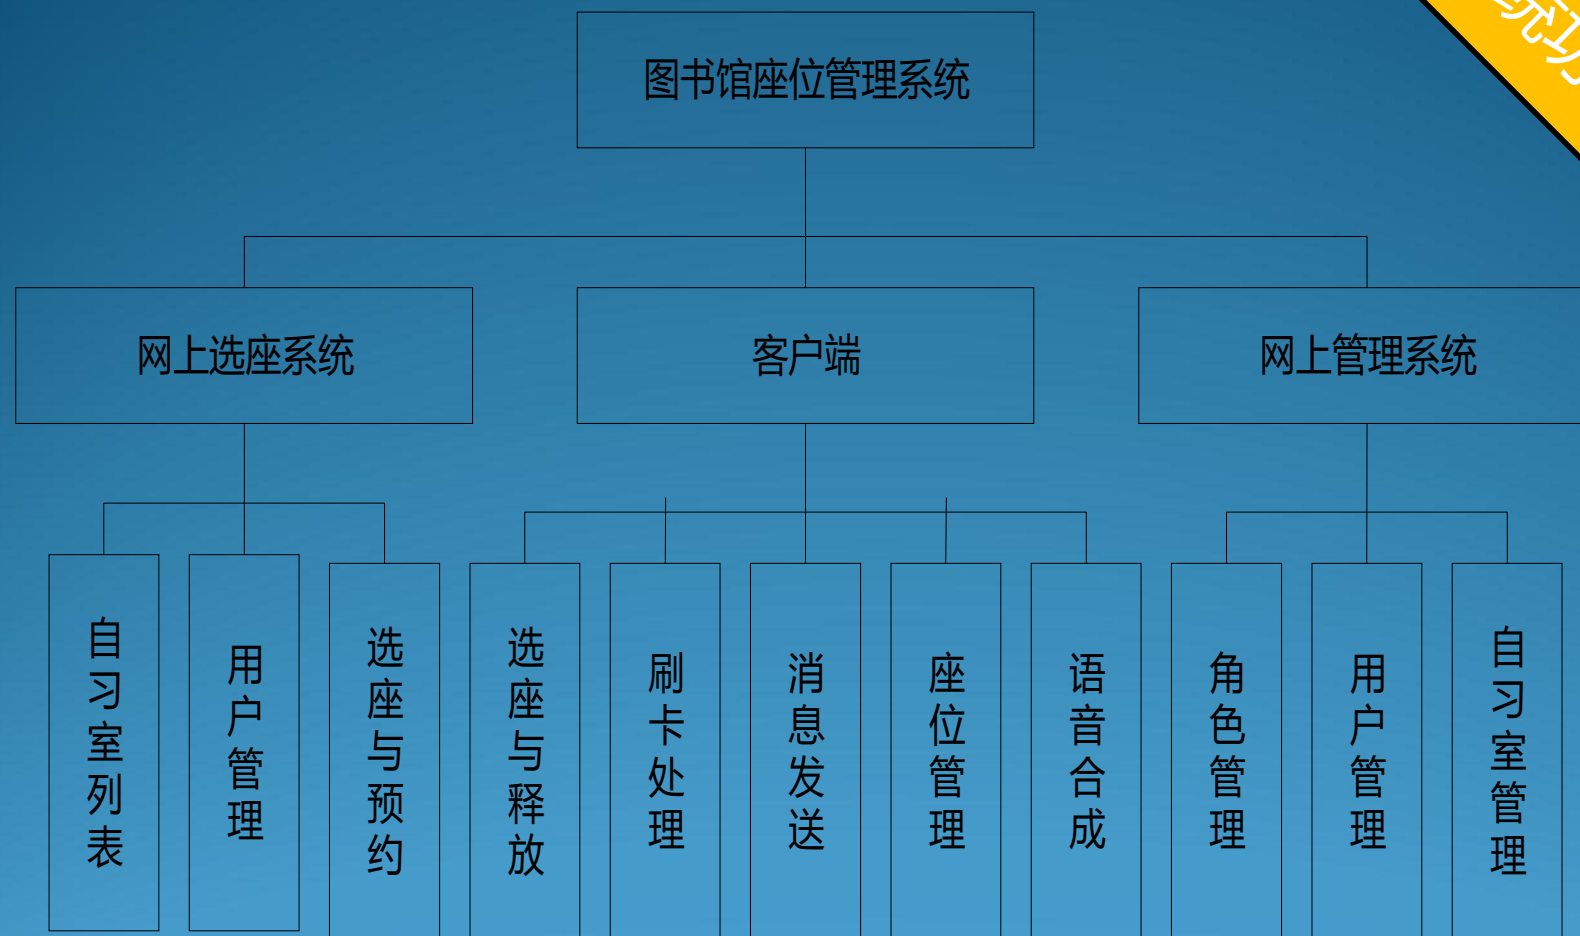 图书馆座位管理系统
网上选座系统
客户端
网上管理系统
自习室列表
用户管理
选座与预约
选座与释放
刷卡处理
消息发送
座位管理
语音合成
角色管理
用户管理
自习室管理